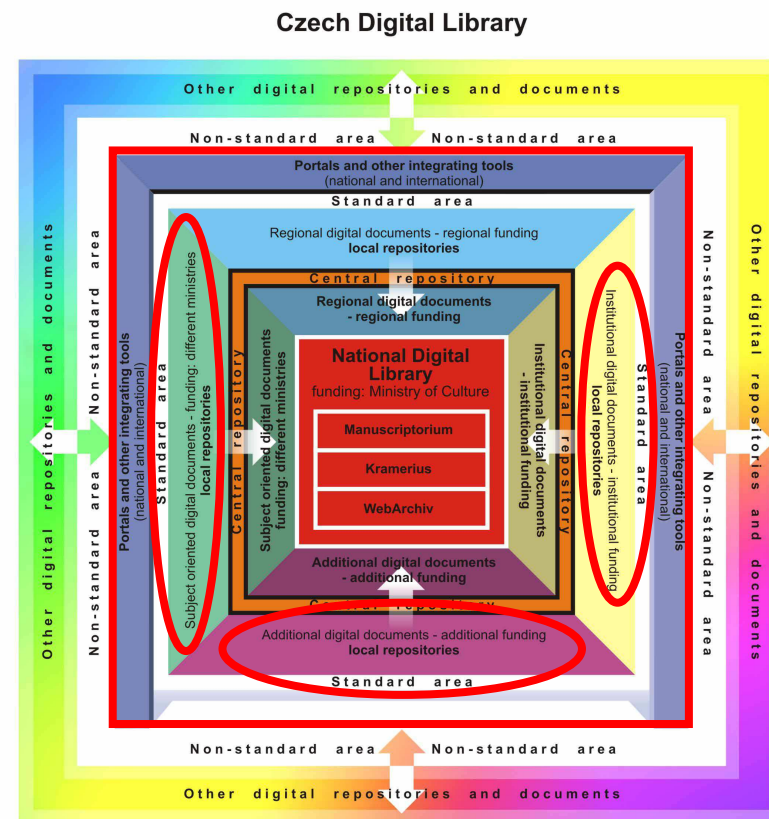 Czech Digital Library
Other digital repositories and documents
Non-standard area
Non-standard area
Portals and other integrating tools
(national and international)
Standard area
Regional digital documents - regional funding
local repositories
Central repository
Regional digital documents
- regional funding
Other digital repositories and documents
Non-standard area
Non-standard area
Portals and other integrating tools
(national and international)
Standard area
Subject oriented digital documents - funding: different ministries
local repositories
Central repository
Subject oriented digital documents
funding: different ministries
National Digital
Library
funding: Ministry of Culture
Manuscriptorium
Kramerius
WebArchiv
Institutional digital documents
- institutional funding
Central repository
Institutional digital documents - institutional funding
local repositories
Standard area
Portals and other integrating tools
(national and international)
Non-standard area
Non-standard area
Other digital repositories and documents
Additional digital documents
- additional funding
Central repository
Additional digital documents - additional funding
local repositories
Standard area
Non-standard area
Non-standard area
Other digital repositories and documents